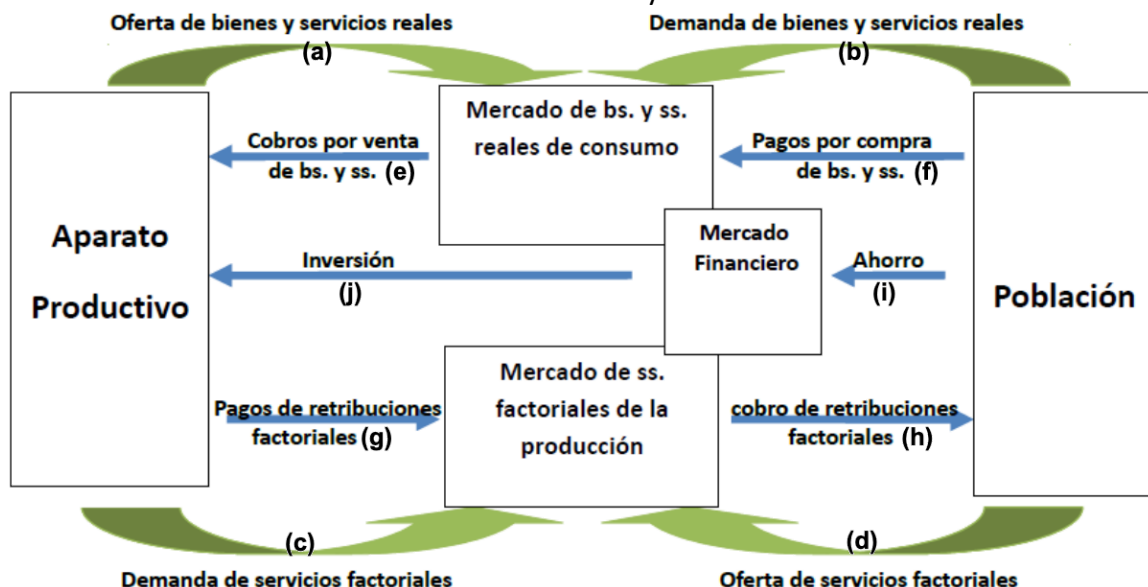 Oferta de bienes y servicios reales
(a)
Demanda de bienes y servicios reales
(b)
Mercado de bs. y ss.
reales de consumo
Cobros por venta
de bs. y ss. (e)
Pagos por compra
de bs. y ss. (f)
Aparato
Productivo
Mercado
Financiero
Inversión
(j)
Ahorro
(i)
Población
Mercado de ss.
factoriales de la
producción
Pagos de retribuciones
factoriales (g)
cobro de retribuciones
factoriales (h)
(c)
Demanda de servicios factoriales
(d)
Oferta de servicios factoriales